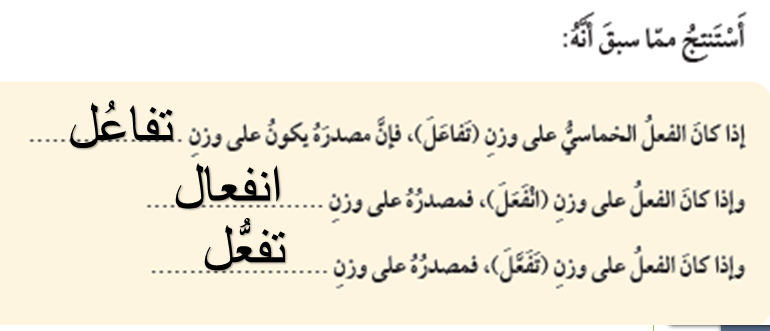 أَسْتَنتجُ ممّا سبقَ أَنَّهُ:
إذا كانَ الفعلُ الخماسيُّ على وزنِ (تَفاعَلَ)، فإنَّ مصدرَهُ يكونُ على وزنِ تفاعُل
وإذا كانَ الفعلُ على وزنِ (انْفَعَلَ)، فمصدرُهُ على وزنِ انفعال
وإذا كانَ الفعلُ على وزنِ (تَفَعَّلَ)، فمصدرُهُ على وزنِ تفعُّل